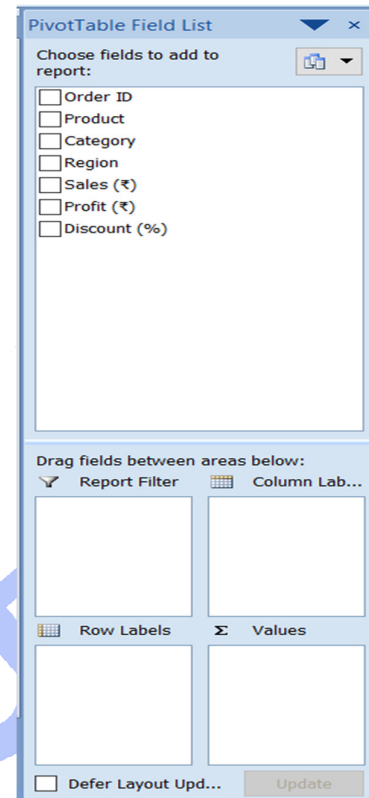 PivotTable Field List
Choose fields to add to
report:
Order ID
Product
Category
Region
Sales (₹)
Profit (₹)
Discount (%)
Drag fields between areas below:
Report Filter
Column Lab...
Row Labels
Σ Values
Defer Layout Upd...
Update